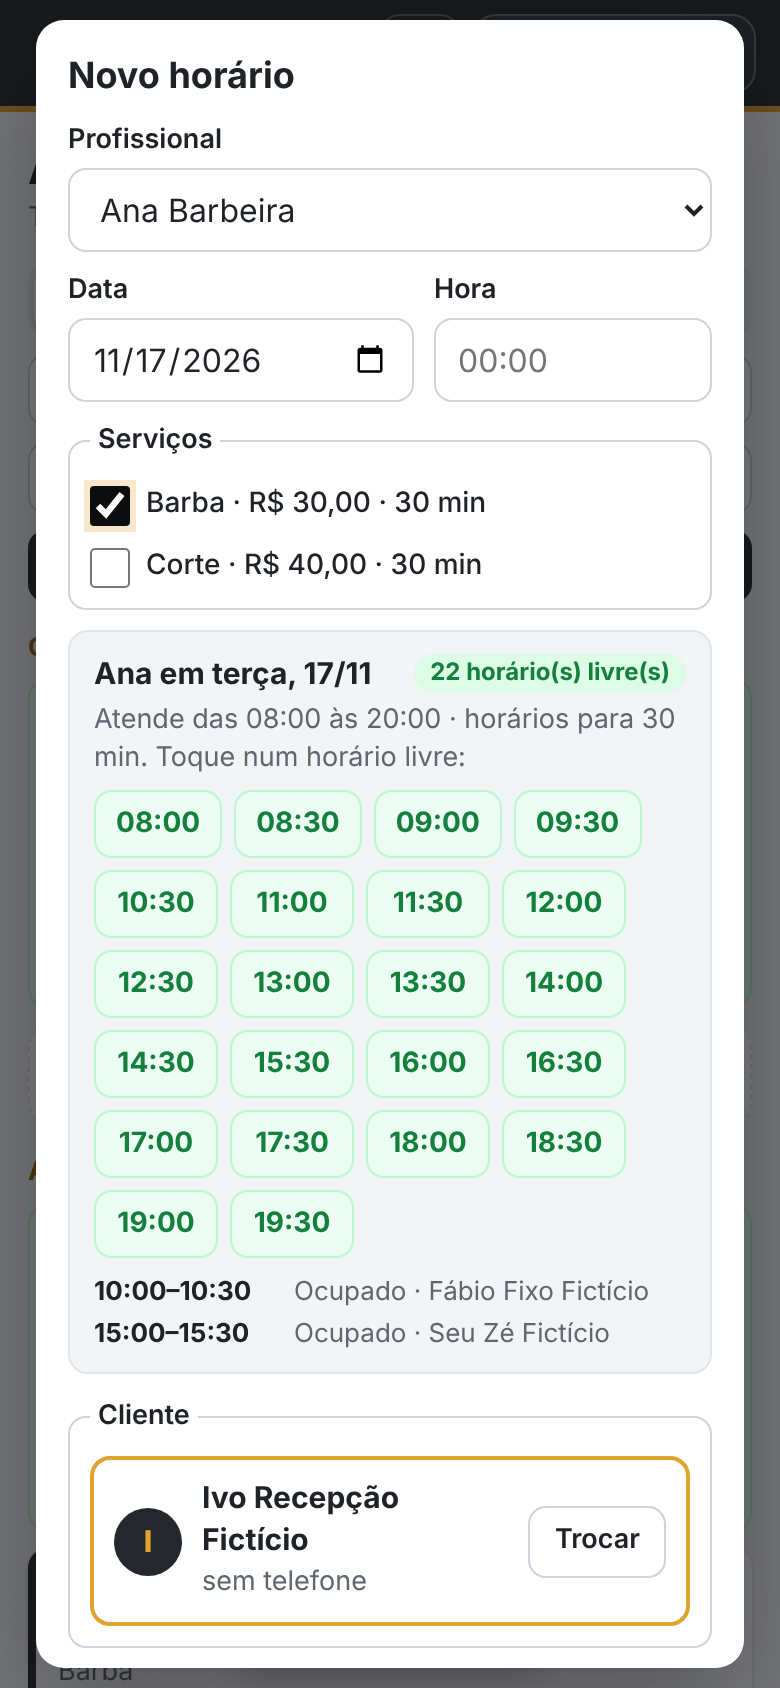 Novo horário
Profissional
Ana Barbeira
Data Hora
11/17/2026 00:00
Serviços
Barba · R$ 30,00 · 30 min
Corte · R$ 40,00 · 30 min
Ana em terça, 17/11 22 horário(s) livre(s)
Atende das 08:00 às 20:00 · horários para 30
min. Toque num horário livre:
08:00 08:30 09:00 09:30
10:30 11:00 11:30 12:00
12:30 13:00 13:30 14:00
14:30 15:30 16:00 16:30
17:00 17:30 18:00 18:30
19:00 19:30
10:00–10:30 Ocupado · Fábio Fixo Fictício
15:00–15:30 Ocupado · Seu Zé Fictício
Cliente
I Ivo Recepção
Fictício
sem telefone
Trocar
Barba